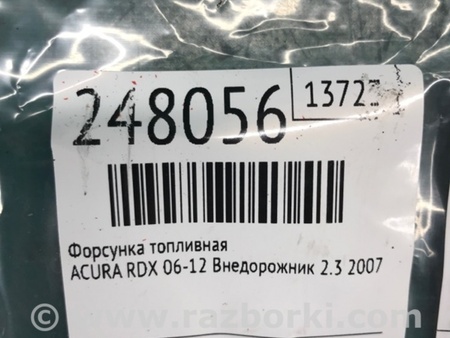 248056
1372
Форсунка топливная
ACURA RDX 06-12 Внедорожник 2.3 2007
© www.razborki.com